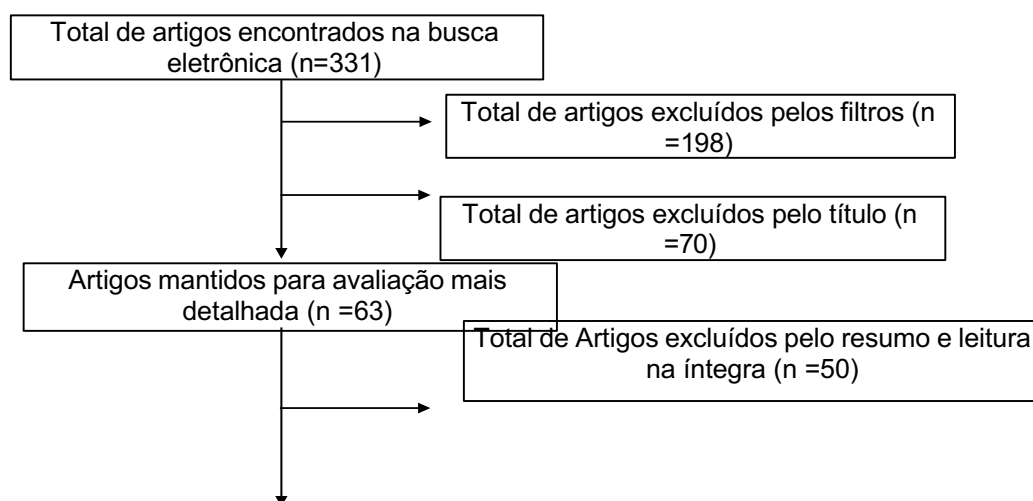 Total de artigos encontrados na busca
eletrônica (n=331)
Total de artigos excluídos pelos filtros (n
=198)
Total de artigos excluídos pelo título (n
=70)
Artigos mantidos para avaliação mais
detalhada (n =63)
Total de Artigos excluídos pelo resumo e leitura
na íntegra (n =50)